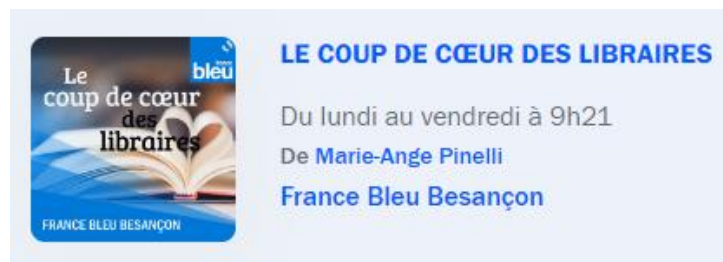 Le
coup de cœur
des
libraires
france
bleu
FRANCE BLEU BESANÇON
LE COUP DE CŒUR DES LIBRAIRES
Du lundi au vendredi à 9h21
De Marie-Ange Pinelli
France Bleu Besançon